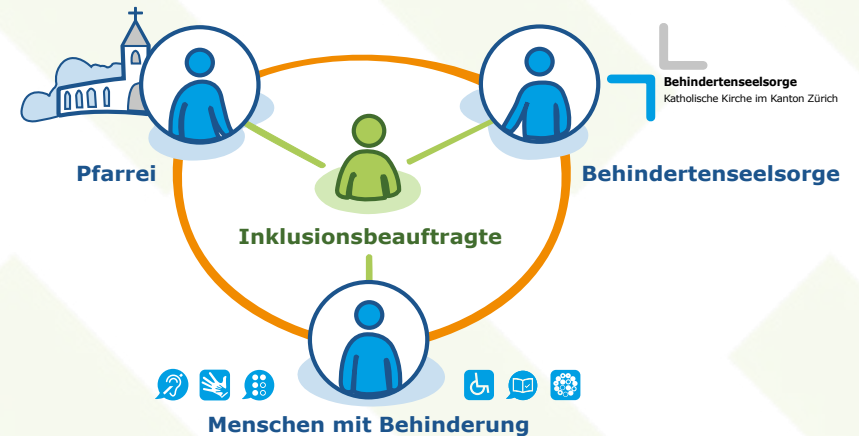 Behindertenseelsorge
Katholische Kirche im Kanton Zürich
Pfarrei
Behindertenseelsorge
Inklusionsbeauftragte
Menschen mit Behinderung